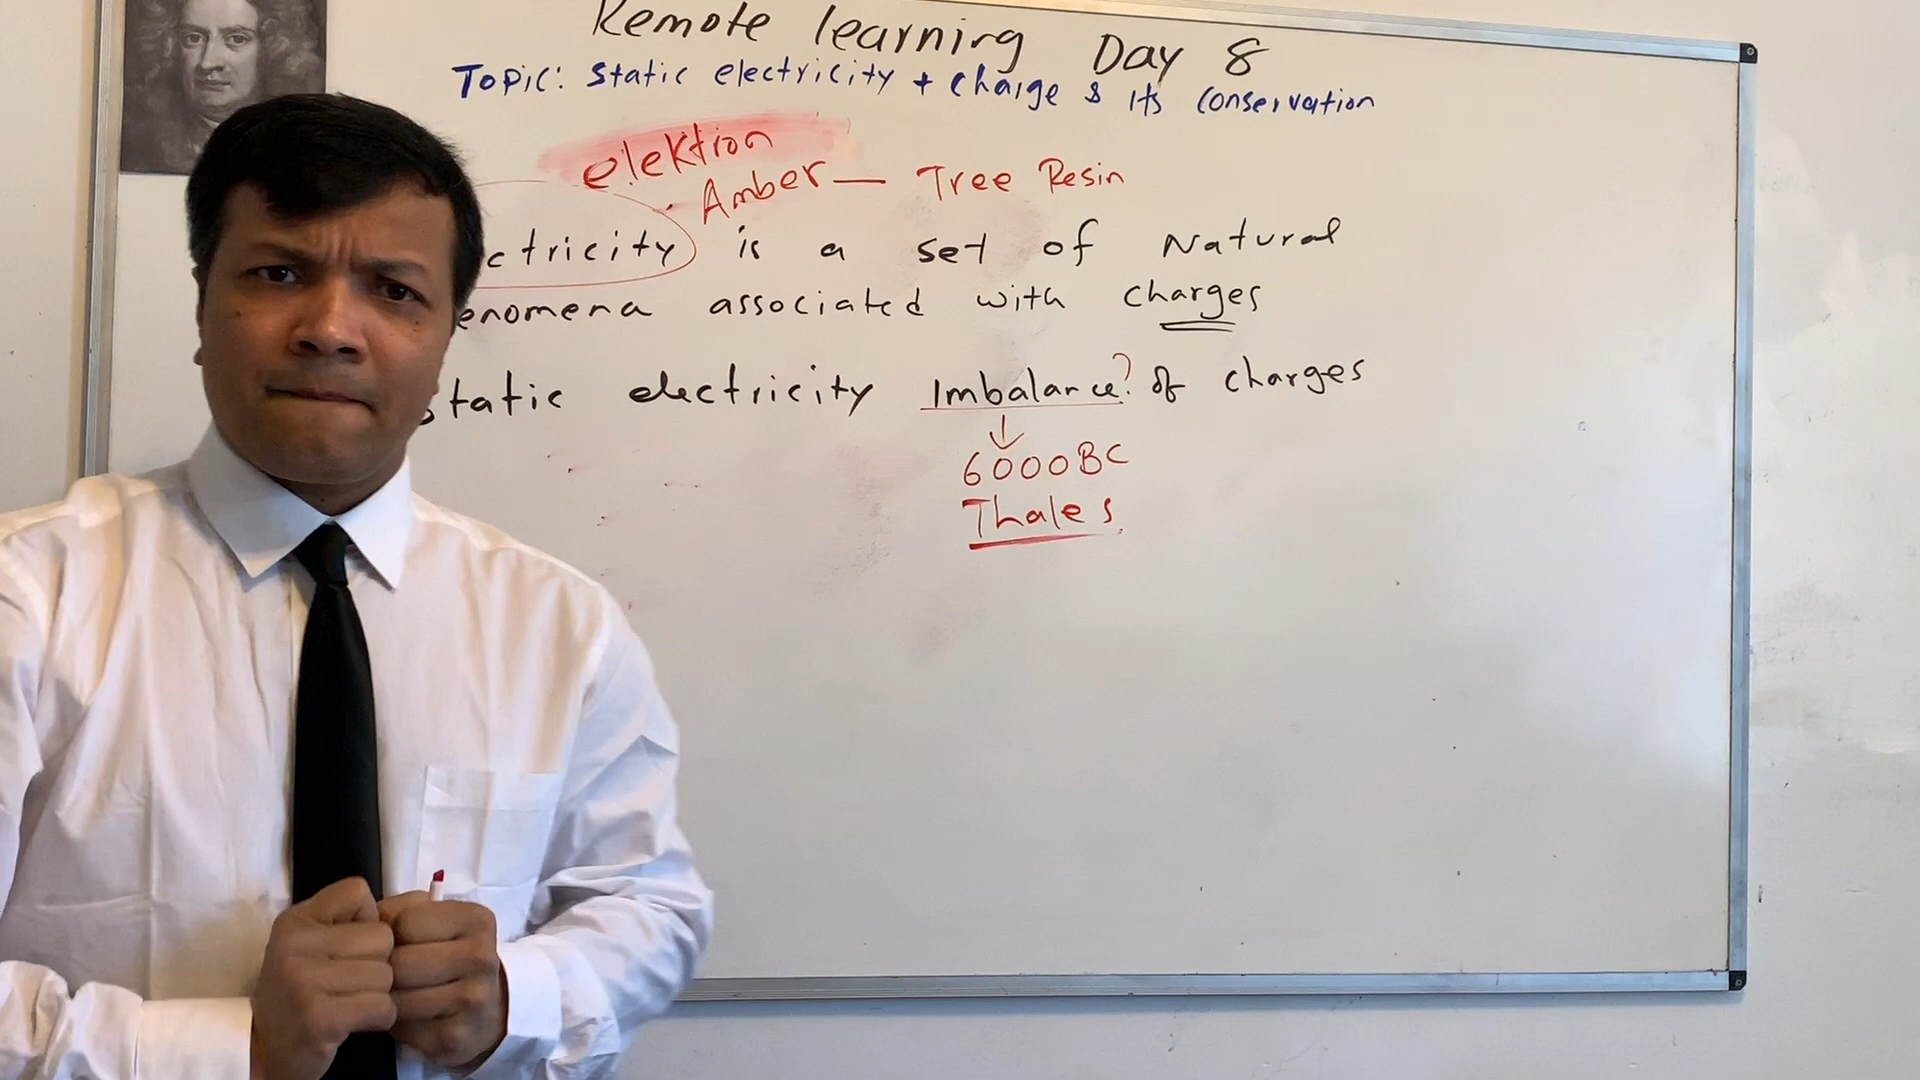 Remote learning Day 8
Topic: Static electricity + Charge & Its Conservation
elektron
Amber — Tree Resin
ctricity is a set of Natural
enomena associated with charges
Static electricity Imbalance? of charges
6000BC
Thales